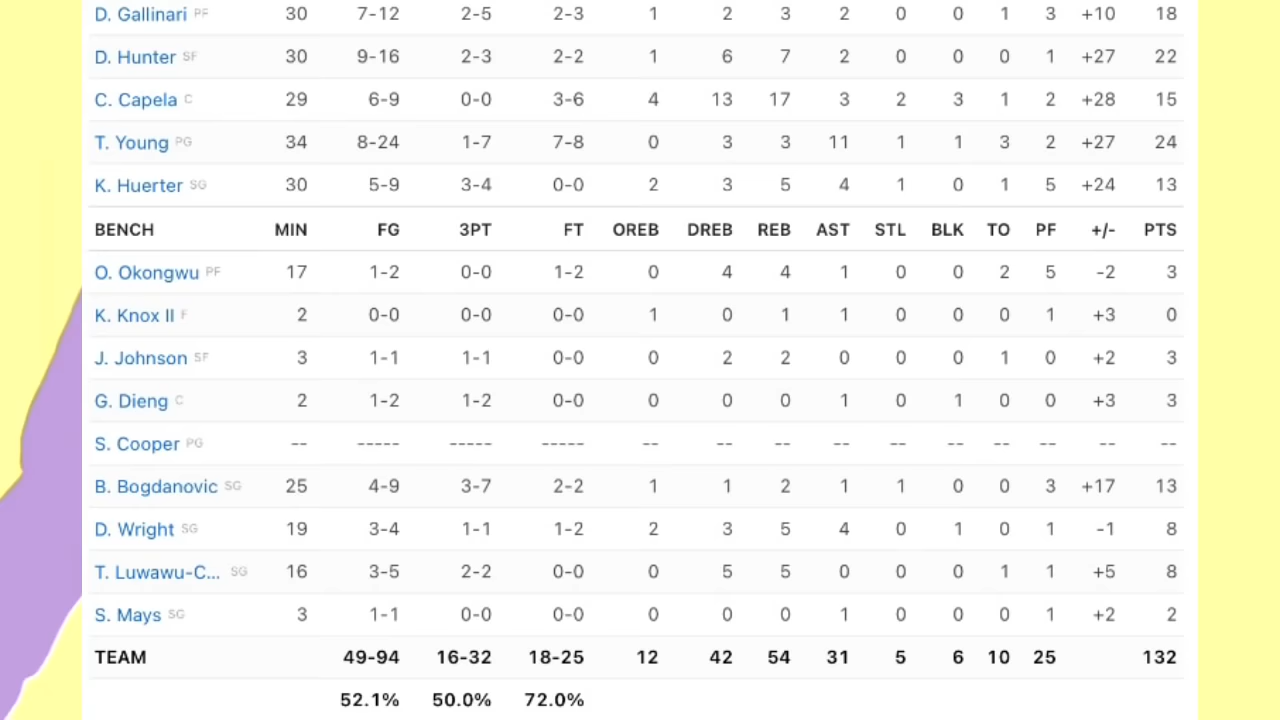 D. Gallinari PF 30 7-12 2-5 2-3 1 2 3 2 0 0 1 3 +10 18
D. Hunter SF 30 9-16 2-3 2-2 1 6 7 2 0 0 0 1 +27 22
C. Capela C 29 6-9 0-0 3-6 4 13 17 3 2 3 1 2 +28 15
T. Young PG 34 8-24 1-7 7-8 0 3 3 11 1 1 3 2 +27 24
K. Huerter SG 30 5-9 3-4 0-0 2 3 5 4 1 0 1 5 +24 13
BENCH MIN FG 3PT FT OREB DREB REB AST STL BLK TO PF +/- PTS
O. Okongwu PF 17 1-2 0-0 1-2 0 4 4 1 0 0 2 5 -2 3
K. Knox II F 2 0-0 0-0 0-0 1 0 1 1 0 0 0 1 +3 0
J. Johnson SF 3 1-1 1-1 0-0 0 2 2 0 0 0 1 0 +2 3
G. Dieng C 2 1-2 1-2 0-0 0 0 0 1 0 1 0 0 +3 3
S. Cooper PG -- ----- ----- ----- -- -- -- -- -- -- -- -- -- --
B. Bogdanovic SG 25 4-9 3-7 2-2 1 1 2 1 1 0 0 3 +17 13
D. Wright SG 19 3-4 1-1 1-2 2 3 5 4 0 1 0 1 -1 8
T. Luwawu-C... SG 16 3-5 2-2 0-0 0 5 5 0 0 0 1 1 +5 8
S. Mays SG 3 1-1 0-0 0-0 0 0 0 1 0 0 0 1 +2 2
TEAM 49-94 16-32 18-25 12 42 54 31 5 6 10 25 132
52.1% 50.0% 72.0%